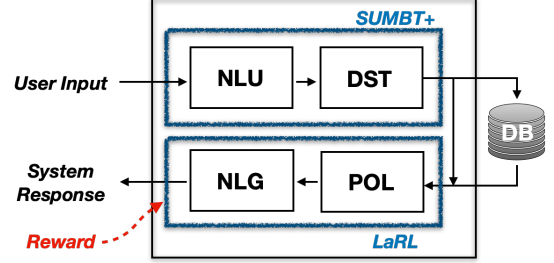 SUMBT+
User Input
NLU
DST
DB
System
Response
NLG
POL
Reward
LaRL